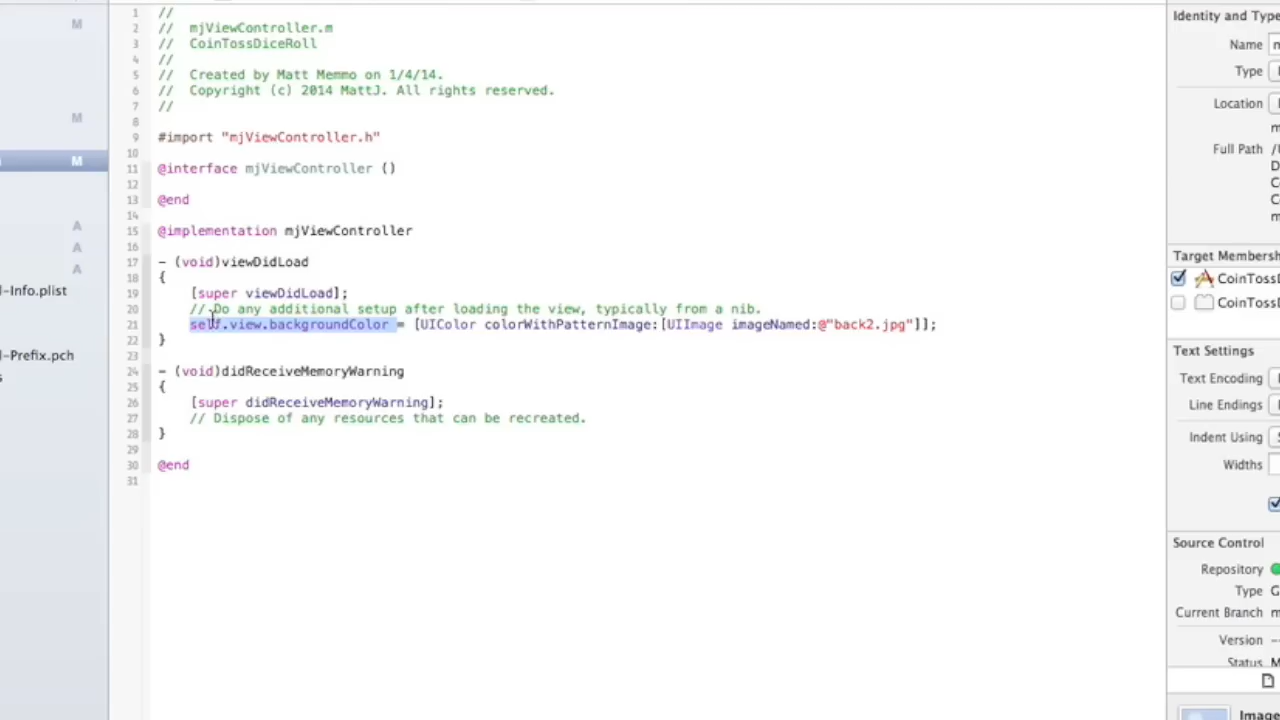 M
M
M
A
A
A
l-Info.plist
l-Prefix.pch
s
1 //
2 //  mjViewController.m
3 //  CoinTossDiceRoll
4 //
5 //  Created by Matt Memmo on 1/4/14.
6 //  Copyright (c) 2014 MattJ. All rights reserved.
7 //
8
9 #import "mjViewController.h"
10
11 @interface mjViewController ()
12
13 @end
14
15 @implementation mjViewController
16
17 - (void)viewDidLoad
18 {
19     [super viewDidLoad];
20     // Do any additional setup after loading the view, typically from a nib.
21     self.view.backgroundColor = [UIColor colorWithPatternImage:[UIImage imageNamed:@"back2.jpg"]];
22 }
23
24 - (void)didReceiveMemoryWarning
25 {
26     [super didReceiveMemoryWarning];
27     // Dispose of any resources that can be recreated.
28 }
29
30 @end
31
Identity and Type
Name m
Type
Location
m
Full Path /U
D
Co
Co
m
Target Membersh
CoinToss
CoinToss
Text Settings
Text Encoding
Line Endings
Indent Using S
Widths
Source Control
Repository
Type G
Current Branch m
Version --
Status M
Image